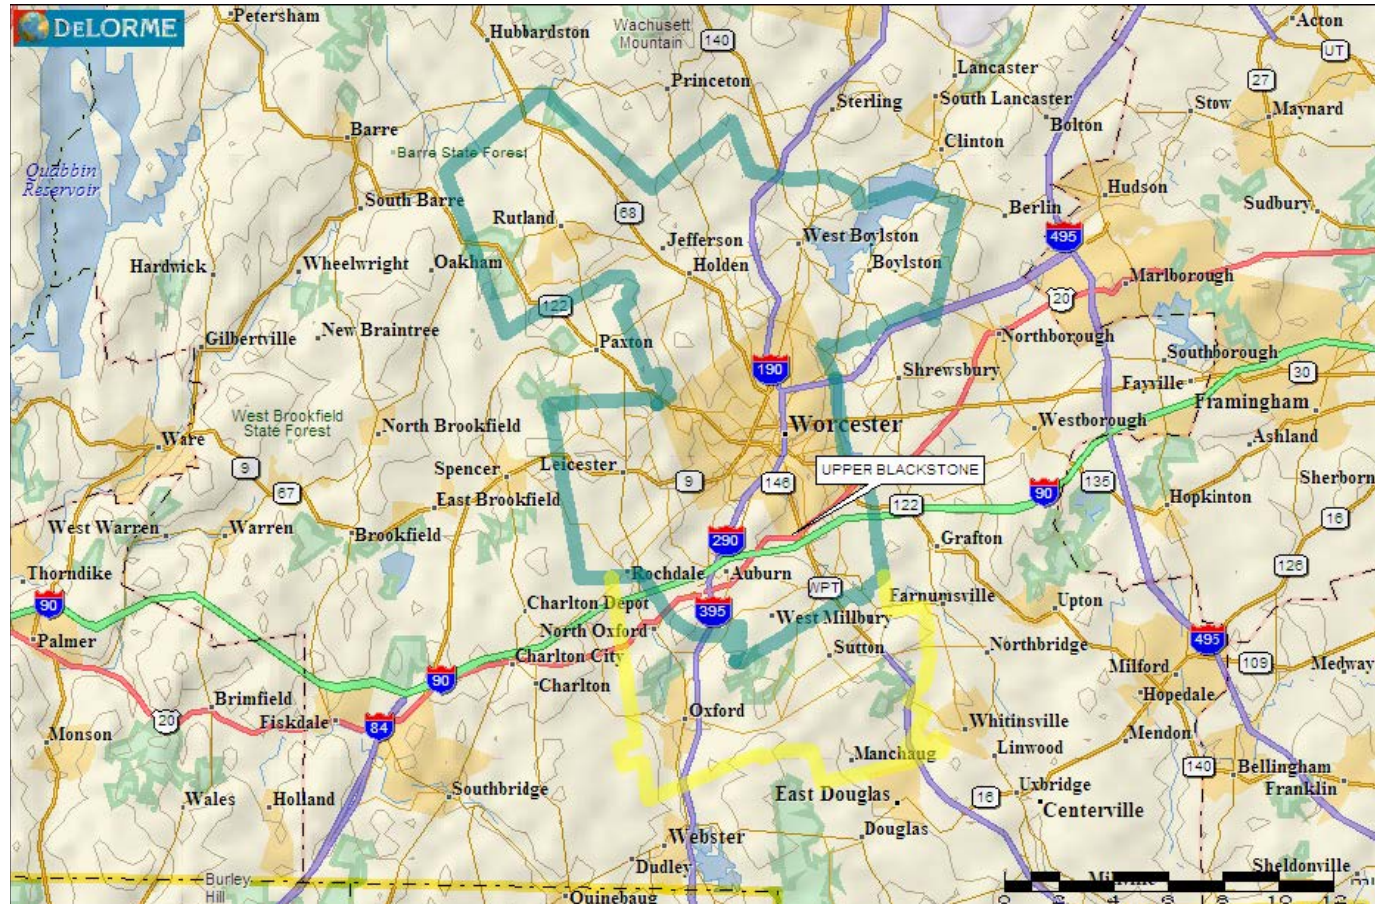 DELORME
Petersham
Hubbardston
Wachusett
Mountain
140
Acton
UT
Princeton
Lancaster
27
Sterling
South Lancaster
Stow
Maynard
Bolton
Barre
Barre State Forest
Clinton
Quabbin
Reservoir
South Barre
Rutland
68
Hudson
Berlin
Sudbury
Jefferson
West Boylston
495
Hardwick
Wheelwright
Oakham
Holden
Boylston
Marlborough
122
20
Gilbertville
New Braintree
Paxton
Northborough
Southborough
190
Shrewsbury
Fayville
30
Framingham
West Brookfield
State Forest
North Brookfield
Worcester
Westborough
Ashland
Ware
9
Spencer
Leicester
9
146
UPPER BLACKSTONE
Sherborn
67
East Brookfield
122
90
135
Hopkinton
16
West Warren
Warren
Brookfield
290
Grafton
Thorndike
Rochdale
Auburn
126
90
Charlton Depot
395
WPT
Farnumsville
Upton
Palmer
North Oxford
West Millbury
Northbridge
495
Charlton City
Sutton
Milford
109
Medway
90
Charlton
Brimfield
Hopedale
20
Fiskdale
84
Oxford
Whitinsville
Monson
Linwood
Mendon
Manchaug
140
Bellingham
Wales
Holland
Southbridge
East Douglas
16
Uxbridge
Franklin
Centerville
Webster
Douglas
Dudley
Sheldonville
Burley
Hill
Quinebaug